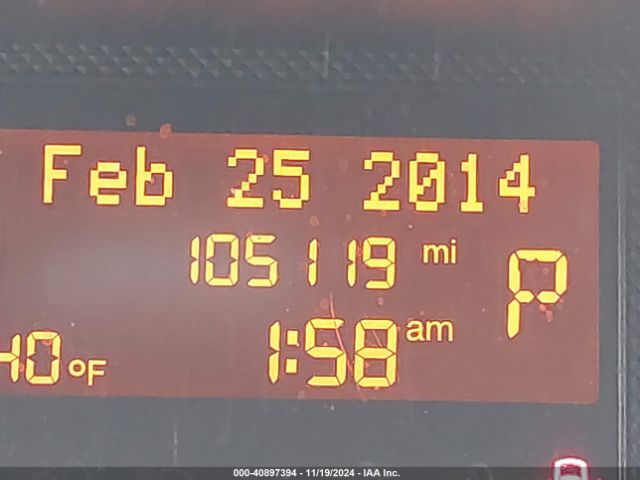 Feb 25 2014
105119 mi
P
40 °F 1:58 am
000-40897394 - 11/19/2024 - IAA Inc.